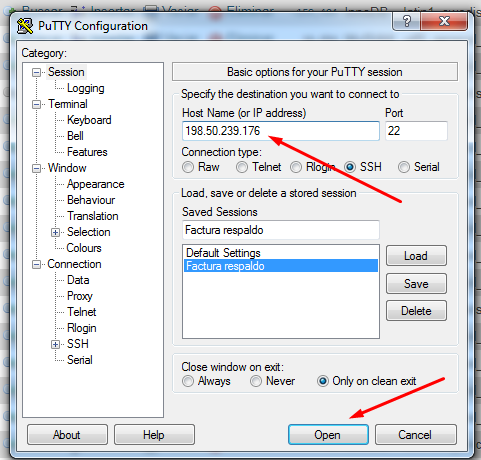 Buscar Insertar Vaciar Eliminar
PuTTY Configuration
?
Category:
Session
Logging
Terminal
Keyboard
Bell
Features
Window
Appearance
Behaviour
Translation
Selection
Colours
Connection
Data
Proxy
Telnet
Rlogin
SSH
Serial
Basic options for your PuTTY session
Specify the destination you want to connect to
Host Name (or IP address) Port
198.50.239.176 22
Connection type:
Raw Telnet Rlogin SSH Serial
Load, save or delete a stored session
Saved Sessions
Factura respaldo
Default Settings
Factura respaldo
Load
Save
Delete
Close window on exit:
Always Never Only on clean exit
About Help Open Cancel